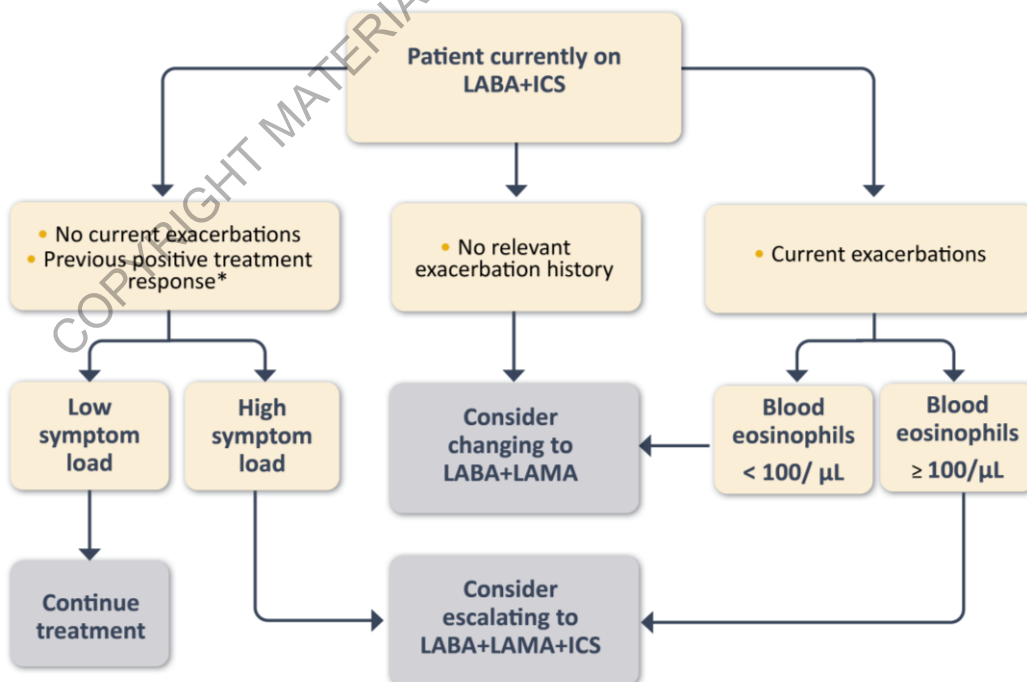 Patient currently on
LABA+ICS
COPYRIGHT MATERIA
• No current exacerbations
• Previous positive treatment
response*
• No relevant
exacerbation history
• Current exacerbations
Low
symptom
load
High
symptom
load
Consider
changing to
LABA+LAMA
Blood
eosinophils
< 100/ µL
Blood
eosinophils
≥ 100/µL
Continue
treatment
Consider
escalating to
LABA+LAMA+ICS